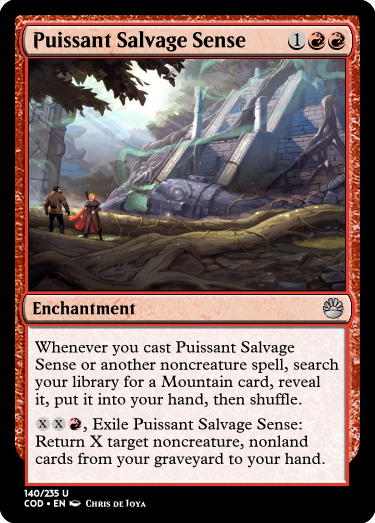 Puissant Salvage Sense 1
Enchantment
Whenever you cast Puissant Salvage
Sense or another noncreature spell, search
your library for a Mountain card, reveal
it, put it into your hand, then shuffle.
X X , Exile Puissant Salvage Sense:
Return X target noncreature, nonland
cards from your graveyard to your hand.
140/235 U
COD • EN Chris de Joya